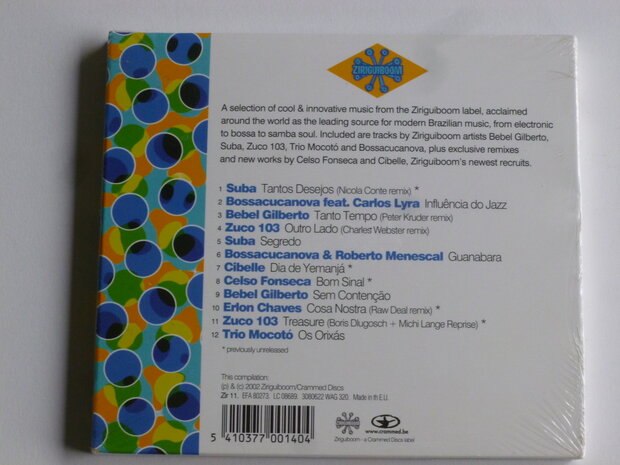 ZIRIGUIBOOM
A selection of cool & innovative music from the Ziriguiboom label, acclaimed
around the world as the leading source for modern Brazilian music, from electronic
to bossa to samba soul. Included are tracks by Ziriguiboom artists Bebel Gilberto,
Suba, Zuco 103, Trio Mocotó and Bossacucanova, plus exclusive remixes
and new works by Celso Fonseca and Cibelle, Ziriguiboom's newest recruits.
1 Suba Tantos Desejos (Nicola Conte remix) *
2 Bossacucanova feat. Carlos Lyra Influência do Jazz
3 Bebel Gilberto Tanto Tempo (Peter Kruder remix)
4 Zuco 103 Outro Lado (Charles Webster remix)
5 Suba Segredo
6 Bossacucanova & Roberto Menescal Guanabara
7 Cibelle Dia de Yemanjá *
8 Celso Fonseca Bom Sinal *
9 Bebel Gilberto Sem Contenção
10 Erlon Chaves Cosa Nostra (Raw Deal remix) *
11 Zuco 103 Treasure (Boris Dlugosch + Michi Lange Reprise) *
12 Trio Mocotó Os Orixás
* previously unreleased
This compilation:
(p) & (c) 2002 Ziriguiboom/Crammed Discs
Zir 11. EFA 80273. LC 08689. 3080622 WAG 320. Made in th E.U.
5 410377 001404
www.crammed.be
Ziriguiboom - a Crammed Discs label